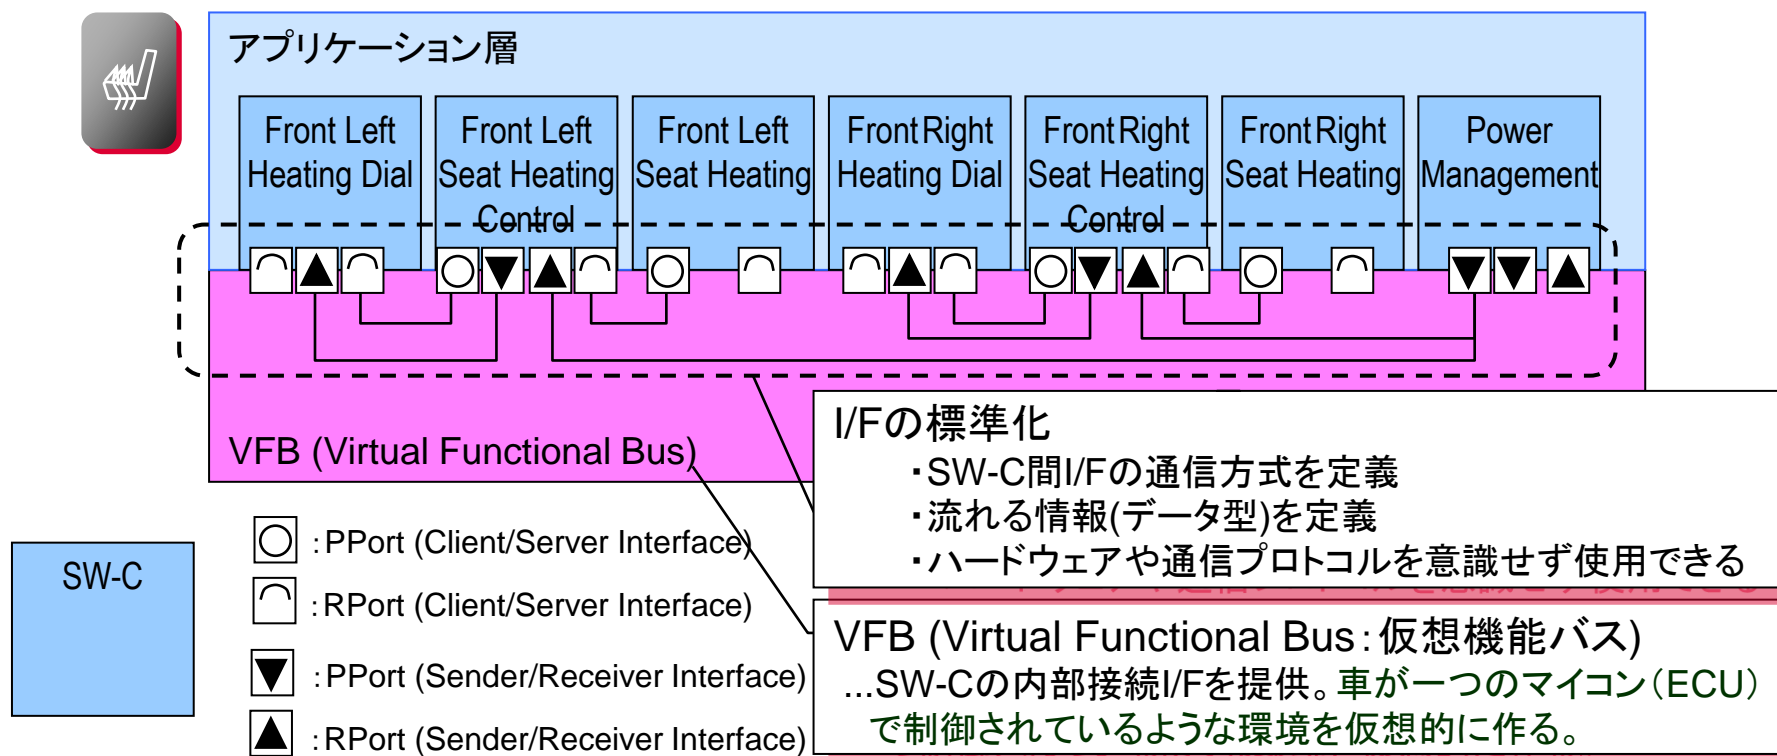 アプリケーション層
Front Left
Heating Dial
Front Left
Seat Heating
Control
Front Left
Seat Heating
Front Right
Heating Dial
Front Right
Seat Heating
Control
Front Right
Seat Heating
Power
Management
VFB (Virtual Functional Bus)
I/Fの標準化
・SW-C間I/Fの通信方式を定義
・流れる情報(データ型)を定義
・ハードウェアや通信プロトコルを意識せず使用できる
VFB (Virtual Functional Bus：仮想機能バス)
...SW-Cの内部接続I/Fを提供。車が一つのマイコン（ECU）
で制御されているような環境を仮想的に作る。
SW-C
：PPort (Client/Server Interface)
：RPort (Client/Server Interface)
：PPort (Sender/Receiver Interface)
：RPort (Sender/Receiver Interface)